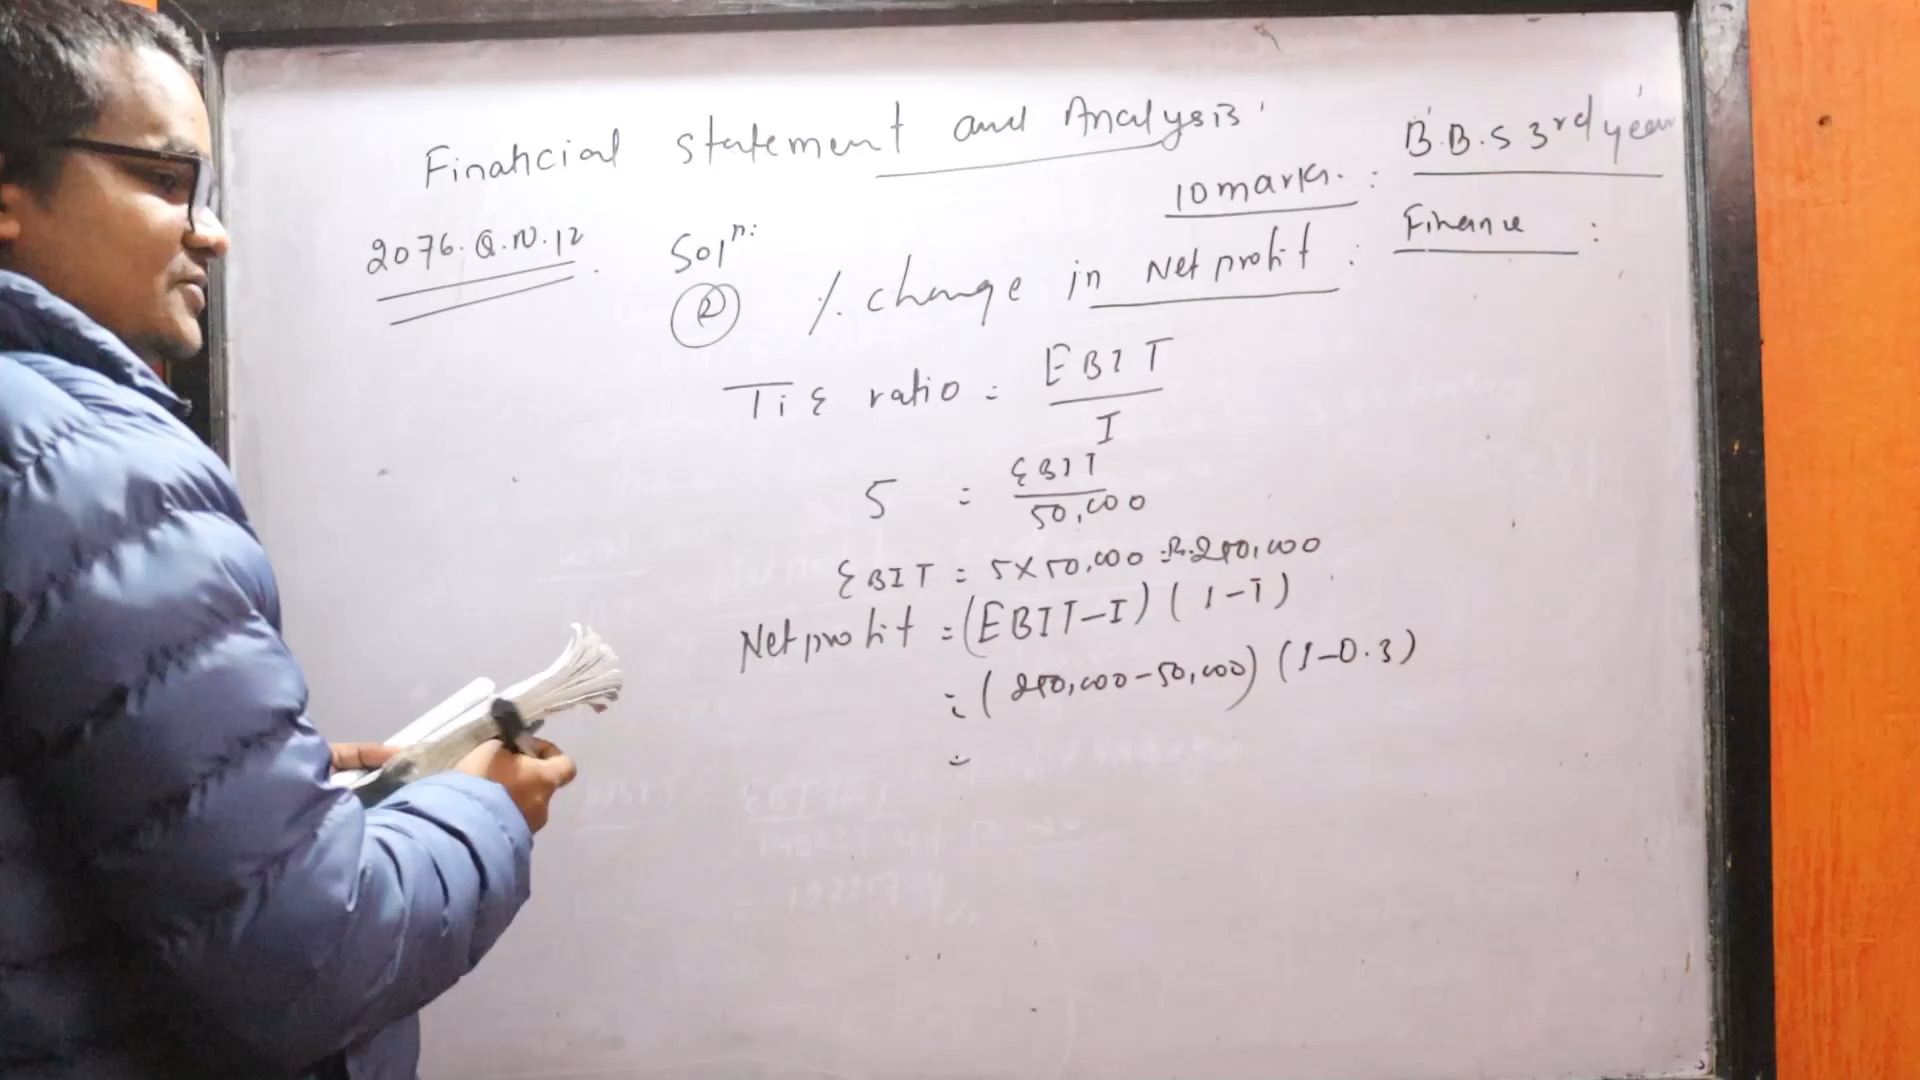 Financial statement and Analysis
B.B.S 3rd year
10 marks. :
Finance :
2076. Q.N. 12
Solⁿ:
% change in Net profit :
TiE ratio = EBIT / I
5 = EBIT / 50,000
EBIT = 5 X 50,000 = Rs. 250,000
Net profit = (EBIT - I) (1 - T)
= (250,000 - 50,000) (1 - 0.3)
=